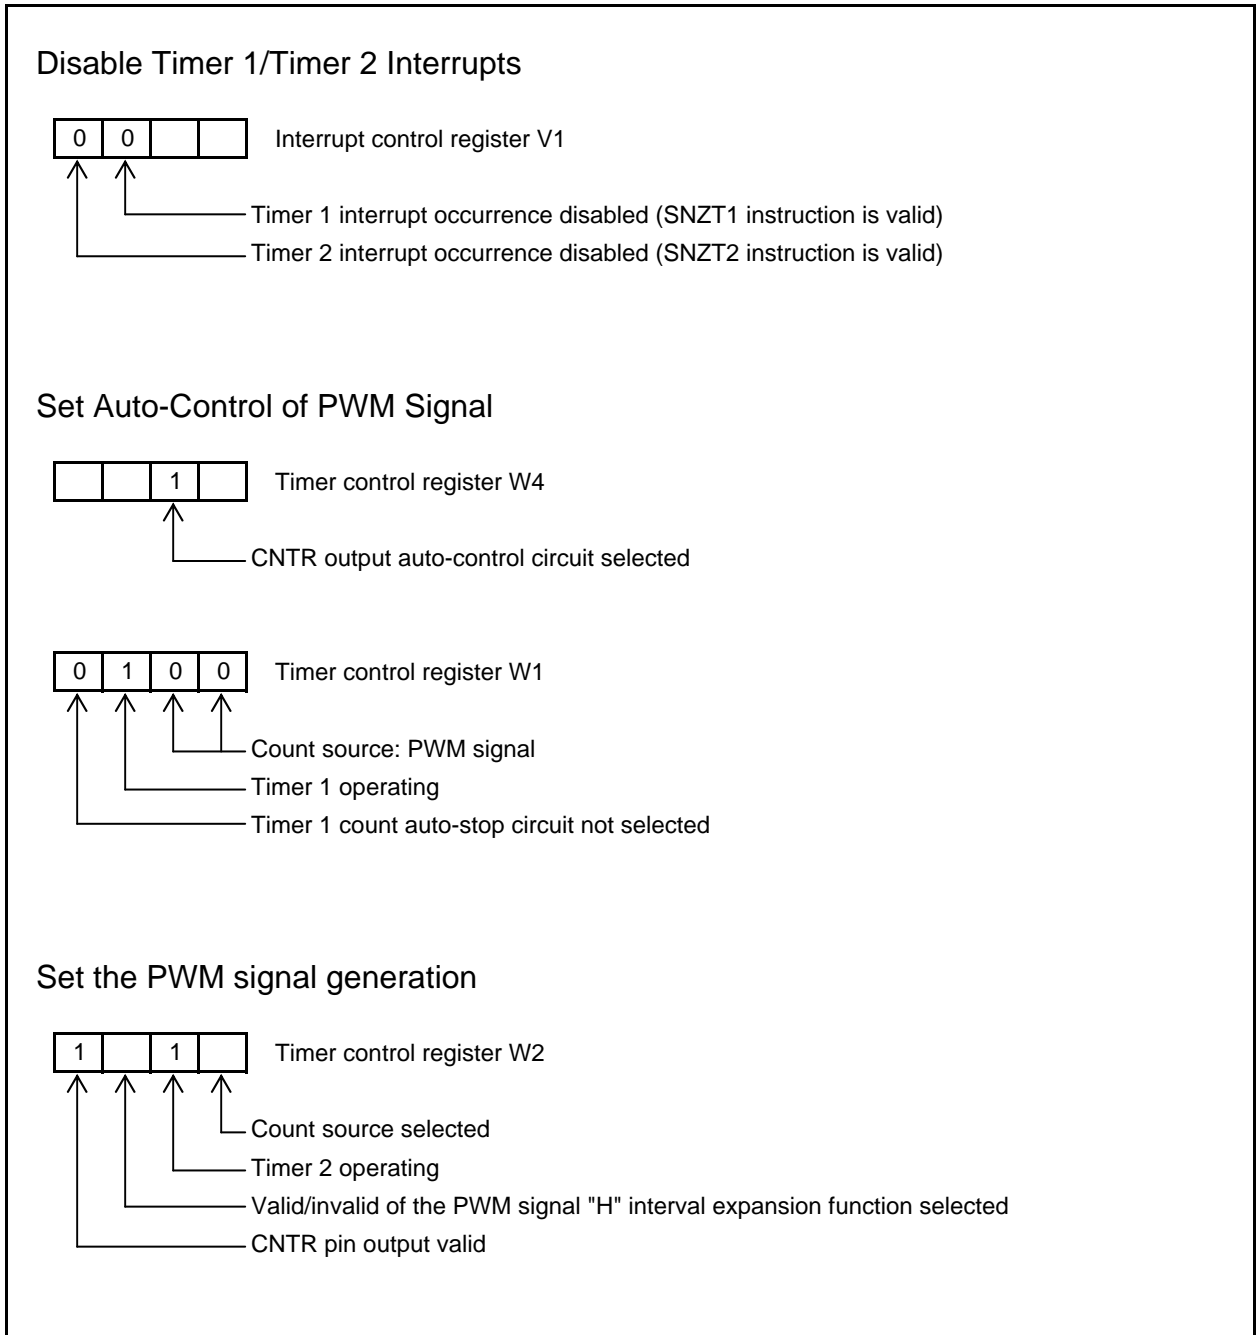 Disable Timer 1/Timer 2 Interrupts
0 0 Interrupt control register V1
Timer 1 interrupt occurrence disabled (SNZT1 instruction is valid)
Timer 2 interrupt occurrence disabled (SNZT2 instruction is valid)
Set Auto-Control of PWM Signal
1 Timer control register W4
CNTR output auto-control circuit selected
0 1 0 0 Timer control register W1
Count source: PWM signal
Timer 1 operating
Timer 1 count auto-stop circuit not selected
Set the PWM signal generation
1 1 Timer control register W2
Count source selected
Timer 2 operating
Valid/invalid of the PWM signal "H" interval expansion function selected
CNTR pin output valid